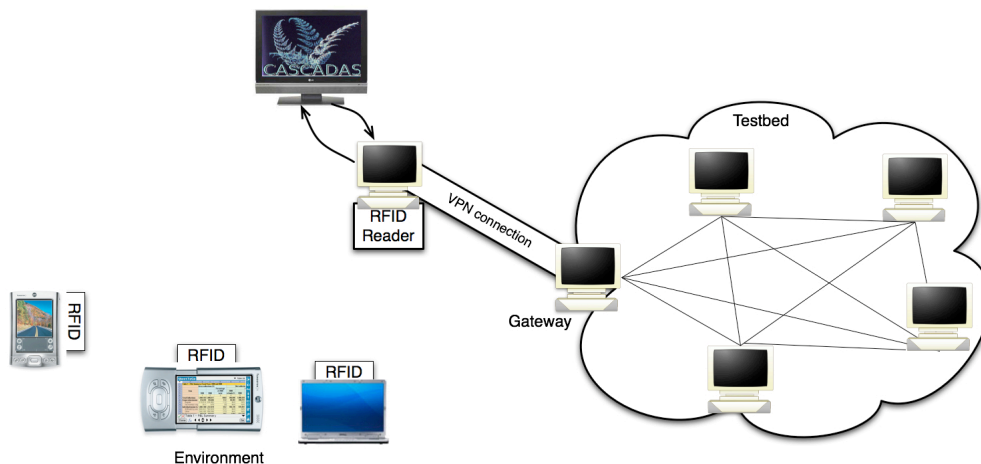 CASCADAS
Testbed
RFID
Reader
VPN connection
Gateway
RFID
RFID
RFID
Environment